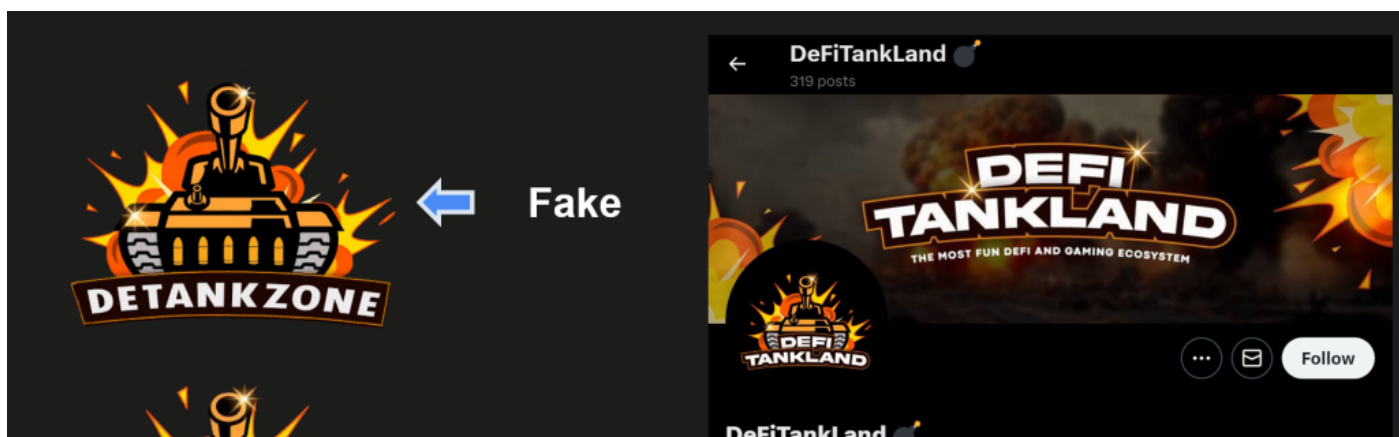 DETANKZONE
Fake
DeFiTankLand
319 posts
DEFI
TANKLAND
THE MOST FUN DEFI AND GAMING ECOSYSTEM
DEFI
TANKLAND
Follow
DeFiTankLand